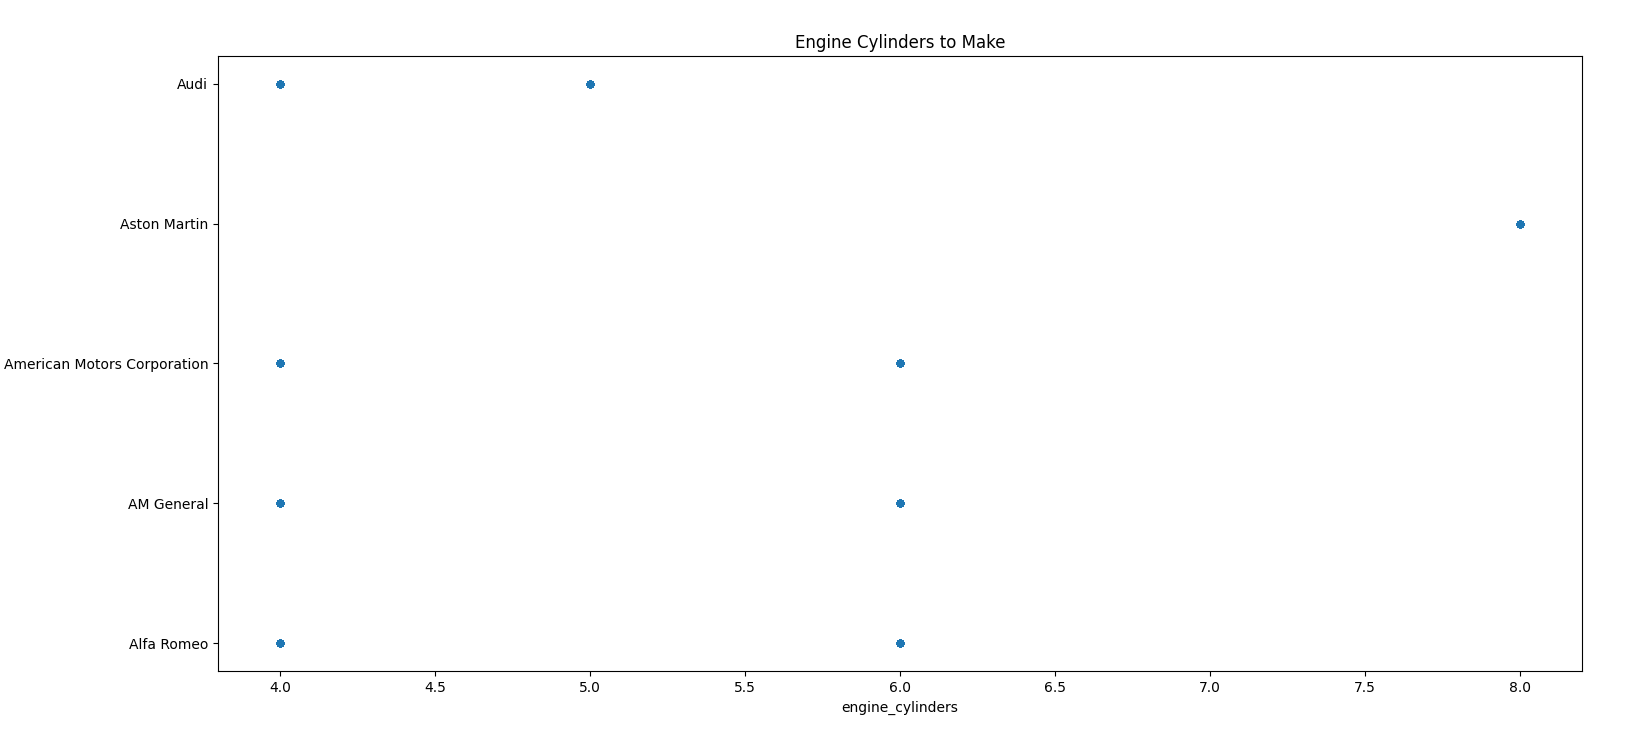 Engine Cylinders to Make
Audi
Aston Martin
American Motors Corporation
AM General
Alfa Romeo
4.0 4.5 5.0 5.5 6.0 6.5 7.0 7.5 8.0
engine_cylinders